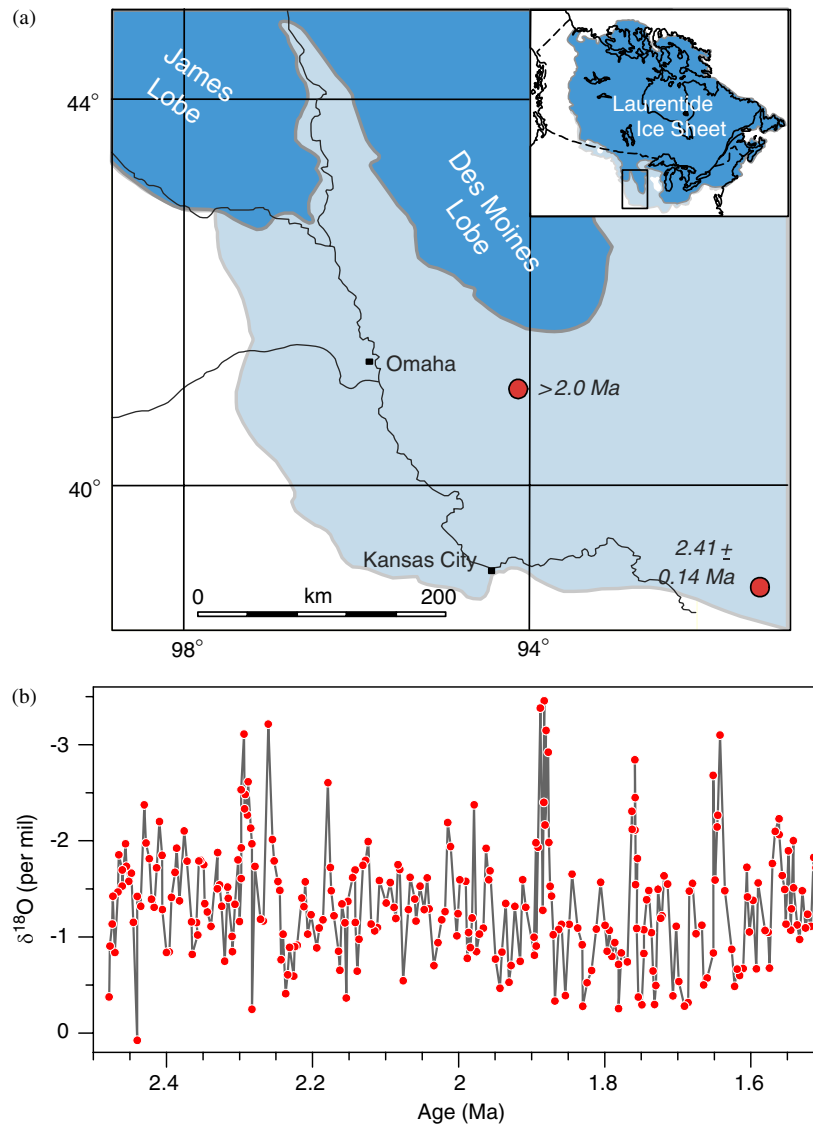 (a)
James
Lobe
44°
Laurentide
Ice Sheet
Des Moines
Lobe
Omaha
>2.0 Ma
40°
Kansas City
2.41 ±
0.14 Ma
0 km 200
98° 94°
(b)
-3
-2
-1
0
δ18O (per mil)
2.4 2.2 2 1.8 1.6
Age (Ma)